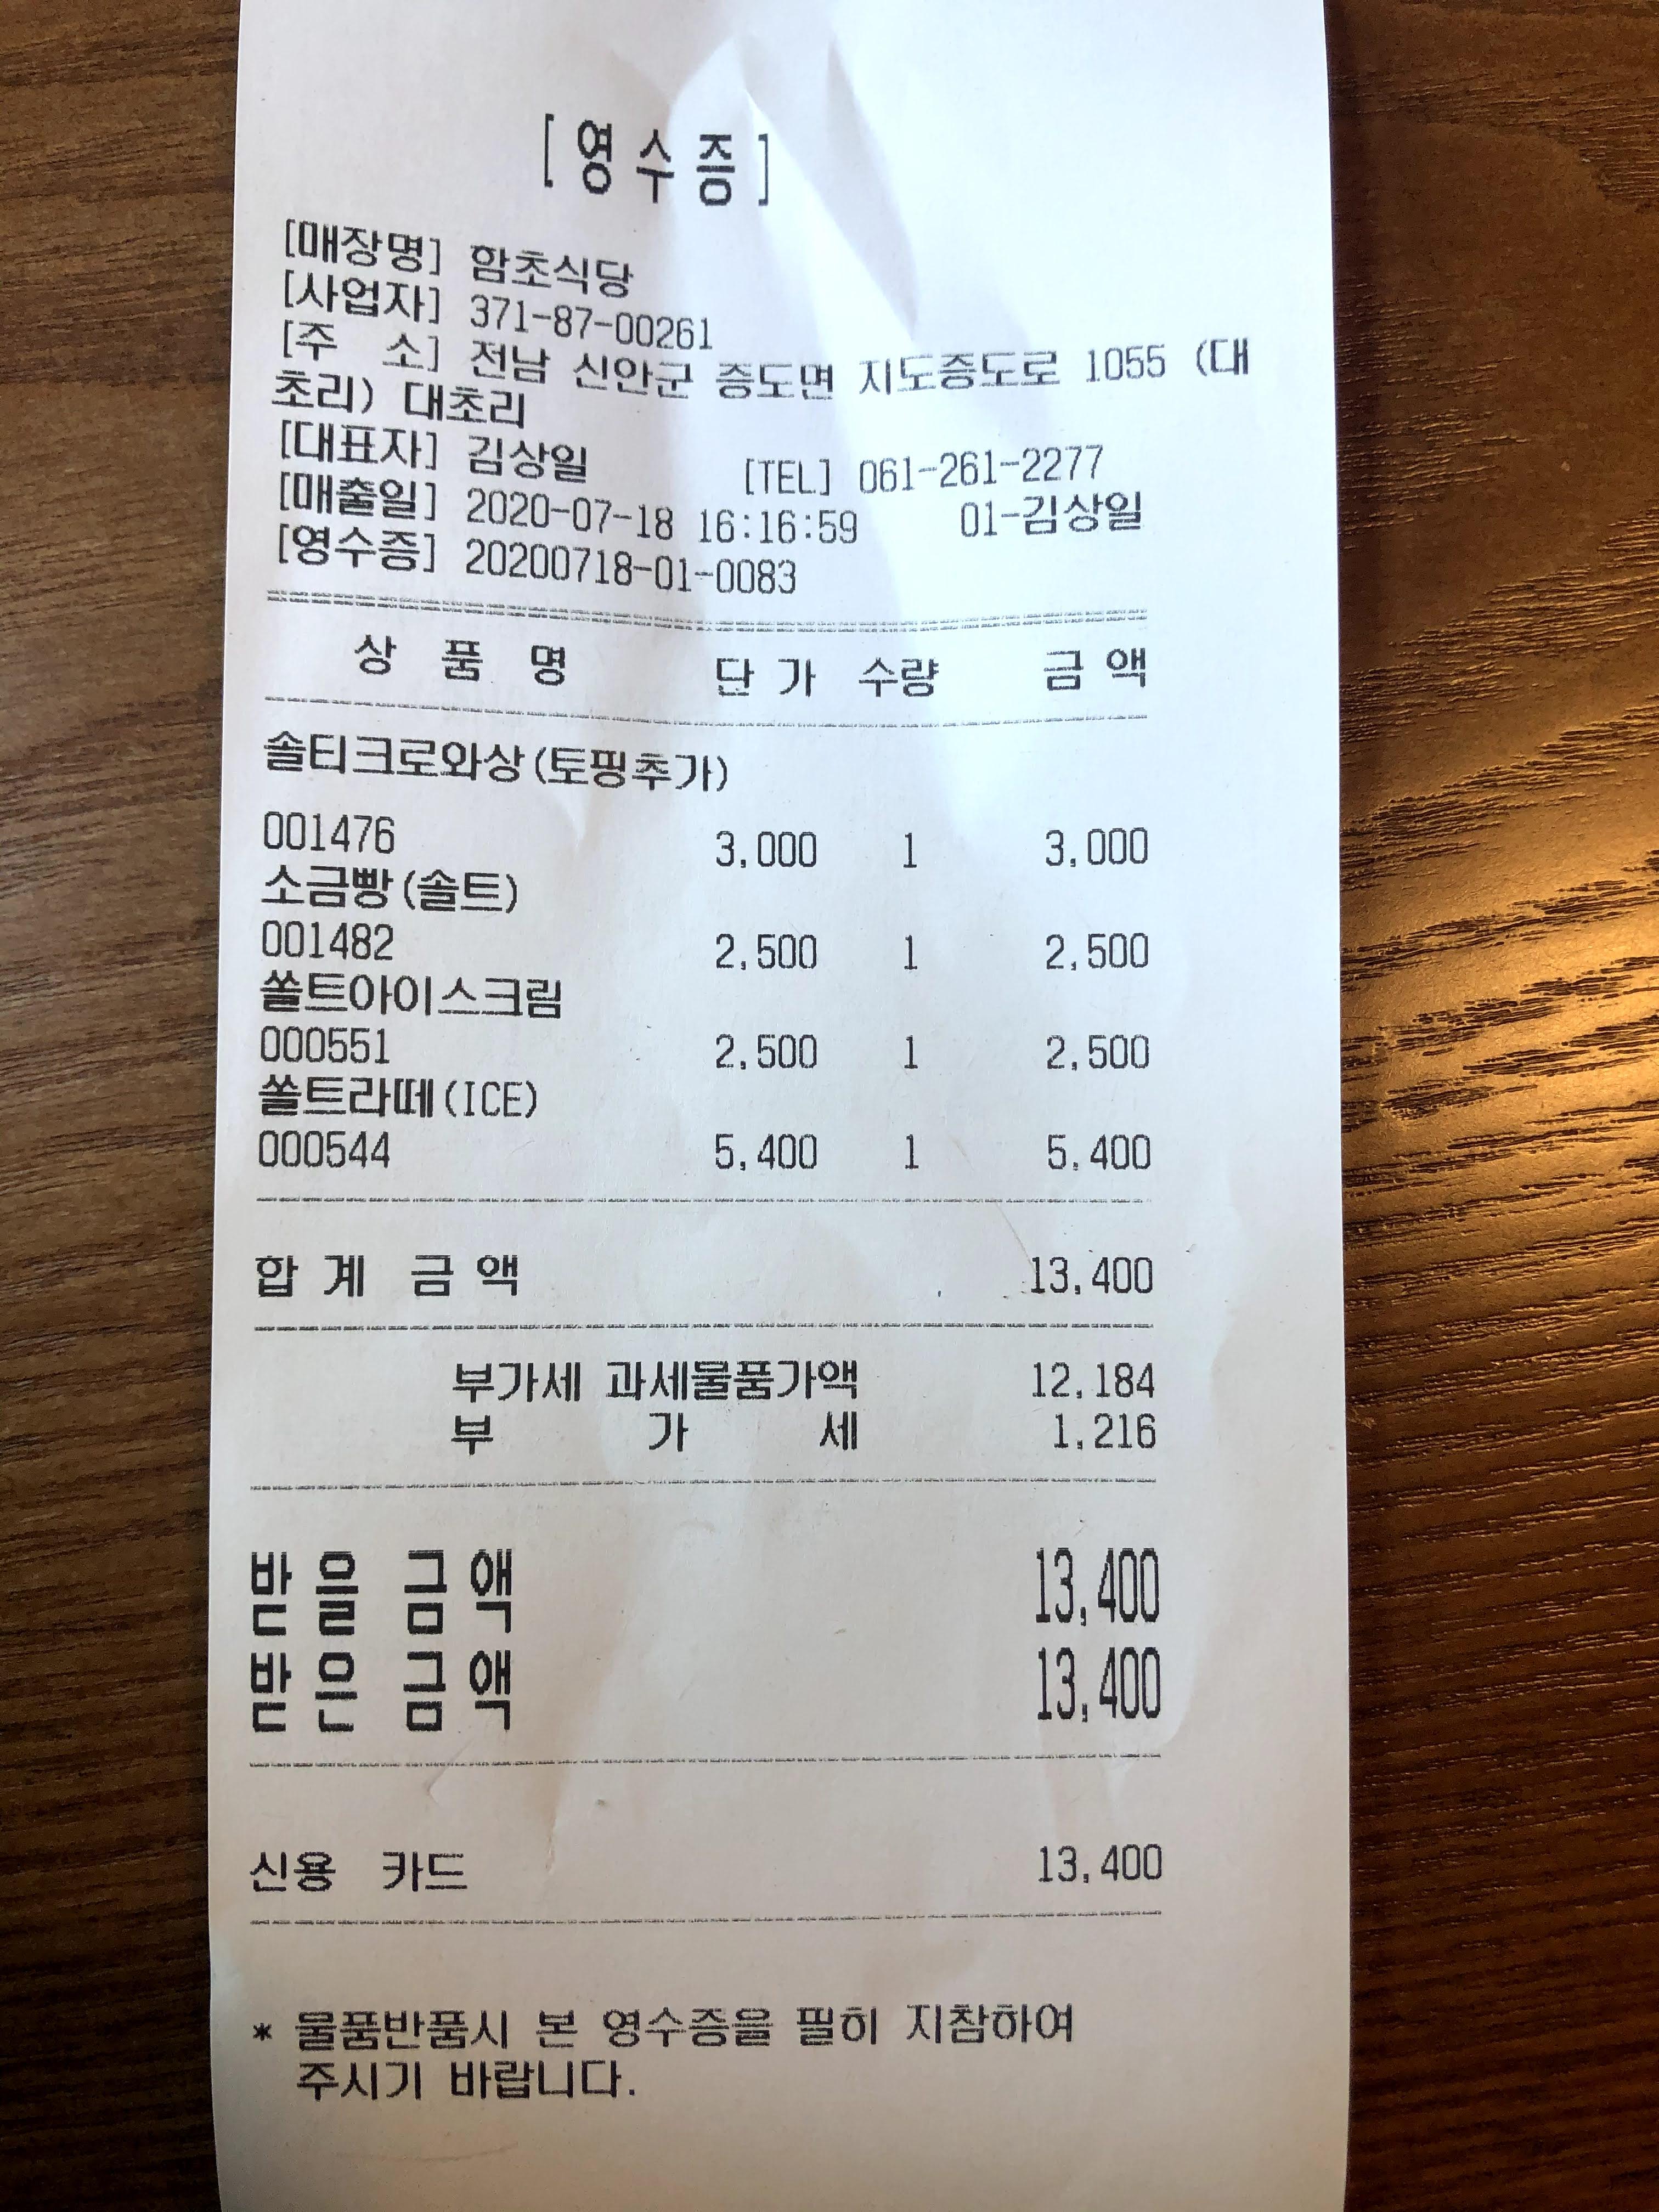 [영수증]
[매장명] 함초식당
[사업자] 371-87-00261
[주 소] 전남 신안군 증도면 지도증도로 1055 (대
초리) 대초리
[대표자] 김상일 [TEL] 061-261-2277
[매출일] 2020-07-18 16:16:59 01-김상일
[영수증] 20200718-01-0083
상 품 명 단 가 수량 금 액
솔티크로와상(토핑추가)
001476 3,000 1 3,000
소금빵(솔트)
001482 2,500 1 2,500
쏠트아이스크림
000551 2,500 1 2,500
쏠트라떼(ICE)
000544 5,400 1 5,400
합 계 금 액 13,400
부가세 과세물품가액 12,184
부 가 세 1,216
받 을 금 액 13,400
받 은 금 액 13,400
신용 카드 13,400
* 물품반품시 본 영수증을 필히 지참하여
주시기 바랍니다.